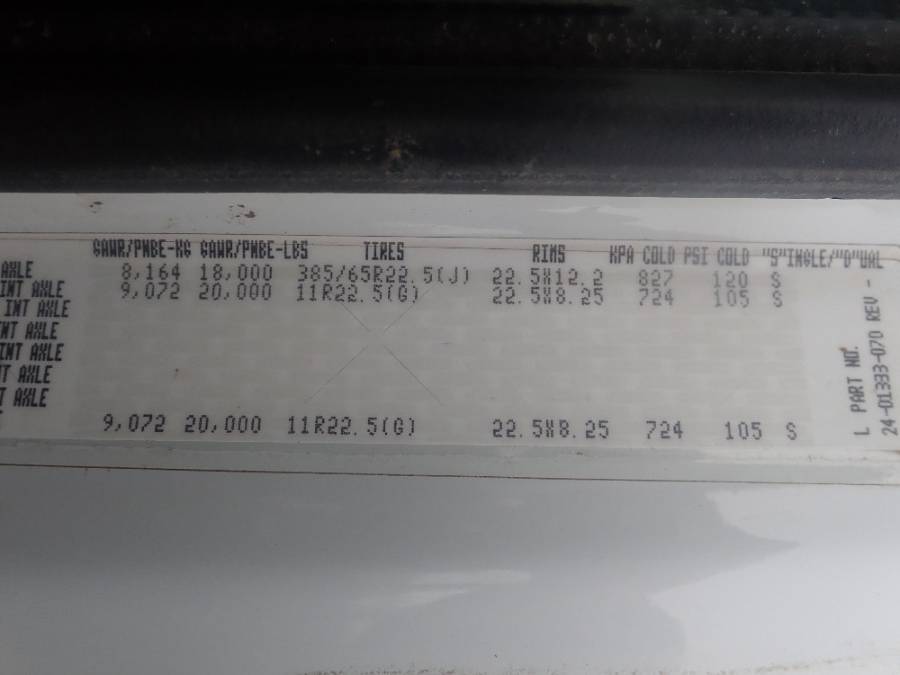 GAWR/PNBE-KG GAWR/PNBE-LBS TIRES RIMS KPA COLD PSI COLD "S"INGLE/"D"UAL
AXLE 8,164 18,000 385/65R22.5(J) 22.5X12.2 827 120 S
INT AXLE 9,072 20,000 11R22.5(G) 22.5X8.25 724 105 S
INT AXLE
INT AXLE
INT AXLE
T AXLE
T AXLE
9,072 20,000 11R22.5(G) 22.5X8.25 724 105 S
L PART NO.
24-01333-070 REV -